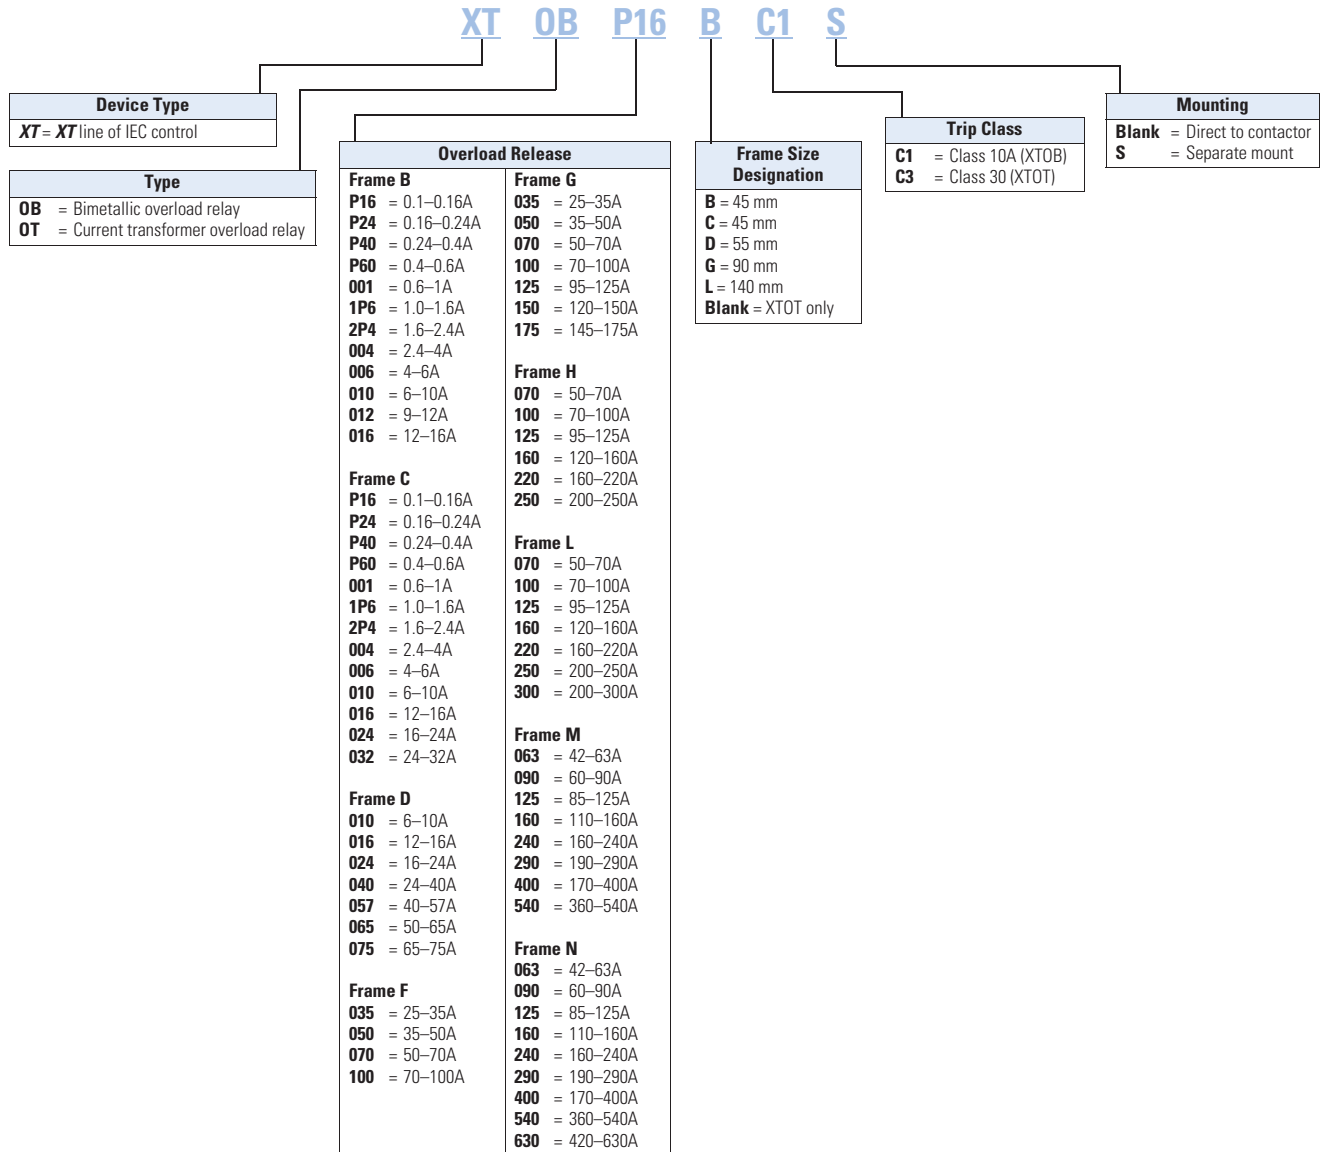 XT OB P16 B C1 S
Device Type
XT = XT line of IEC control
Type
OB = Bimetallic overload relay
OT = Current transformer overload relay
Overload Release
Frame B
P16 = 0.1–0.16A
P24 = 0.16–0.24A
P40 = 0.24–0.4A
P60 = 0.4–0.6A
001 = 0.6–1A
1P6 = 1.0–1.6A
2P4 = 1.6–2.4A
004 = 2.4–4A
006 = 4–6A
010 = 6–10A
012 = 9–12A
016 = 12–16A
Frame C
P16 = 0.1–0.16A
P24 = 0.16–0.24A
P40 = 0.24–0.4A
P60 = 0.4–0.6A
001 = 0.6–1A
1P6 = 1.0–1.6A
2P4 = 1.6–2.4A
004 = 2.4–4A
006 = 4–6A
010 = 6–10A
016 = 12–16A
024 = 16–24A
032 = 24–32A
Frame D
010 = 6–10A
016 = 12–16A
024 = 16–24A
040 = 24–40A
057 = 40–57A
065 = 50–65A
075 = 65–75A
Frame F
035 = 25–35A
050 = 35–50A
070 = 50–70A
100 = 70–100A
Frame G
035 = 25–35A
050 = 35–50A
070 = 50–70A
100 = 70–100A
125 = 95–125A
150 = 120–150A
175 = 145–175A
Frame H
070 = 50–70A
100 = 70–100A
125 = 95–125A
160 = 120–160A
220 = 160–220A
250 = 200–250A
Frame L
070 = 50–70A
100 = 70–100A
125 = 95–125A
160 = 120–160A
220 = 160–220A
250 = 200–250A
300 = 200–300A
Frame M
063 = 42–63A
090 = 60–90A
125 = 85–125A
160 = 110–160A
240 = 160–240A
290 = 190–290A
400 = 170–400A
540 = 360–540A
Frame N
063 = 42–63A
090 = 60–90A
125 = 85–125A
160 = 110–160A
240 = 160–240A
290 = 190–290A
400 = 170–400A
540 = 360–540A
630 = 420–630A
Frame Size
Designation
B = 45 mm
C = 45 mm
D = 55 mm
G = 90 mm
L = 140 mm
Blank = XTOT only
Trip Class
C1 = Class 10A (XTOB)
C3 = Class 30 (XTOT)
Mounting
Blank = Direct to contactor
S = Separate mount